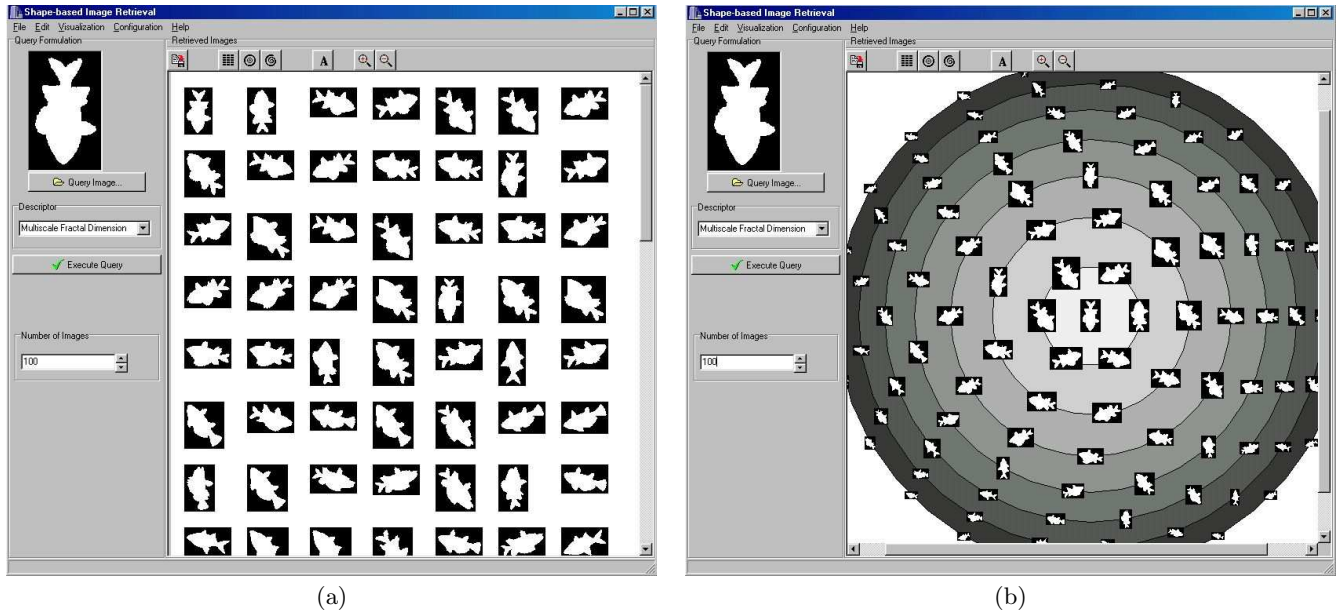 Shape-based Image Retrieval
File Edit Visualization Configuration Help
Query Formulation
Retrieved Images
A
Query Image...
Descriptor
Multiscale Fractal Dimension
Execute Query
Number of Images
100
(a)
Shape-based Image Retrieval
File Edit Visualization Configuration Help
Query Formulation
Retrieved Images
A
Query Image...
Descriptor
Multiscale Fractal Dimension
Execute Query
Number of Images
100
(b)